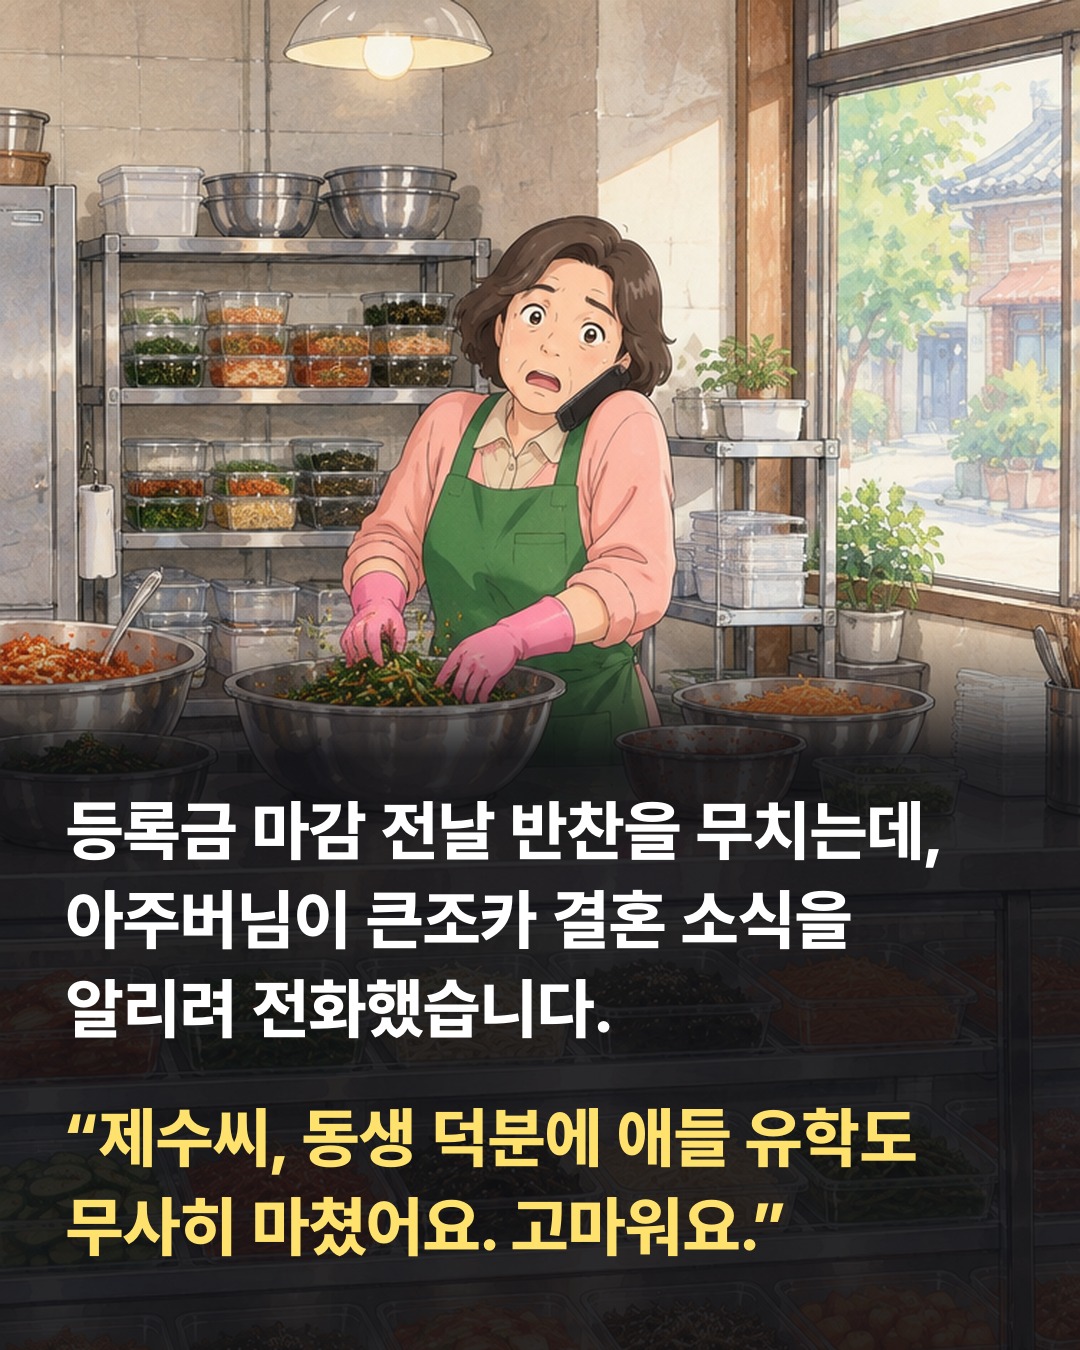 등록금 마감 전날 반찬을 무치는데,
아주버님이 큰조카 결혼 소식을
알리려 전화했습니다.
“제수씨, 동생 덕분에 애들 유학도
무사히 마쳤어요. 고마워요.”